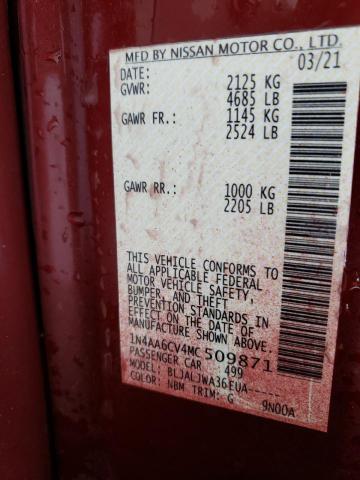 MFD BY NISSAN MOTOR CO., LTD.
DATE: 03/21
GVWR: 2125 KG
4685 LB
GAWR FR.: 1145 KG
2524 LB
GAWR RR.: 1000 KG
2205 LB
THIS VEHICLE CONFORMS TO
ALL APPLICABLE FEDERAL
MOTOR VEHICLE SAFETY,
BUMPER, AND THEFT
PREVENTION STANDARDS IN
EFFECT ON THE DATE OF
MANUFACTURE SHOWN ABOVE.
1N4AA6CV4MC509871
PASSENGER CAR 499
MODEL: BLJALJWA36EUA-----
COLOR: NBM TRIM: G 9N00A